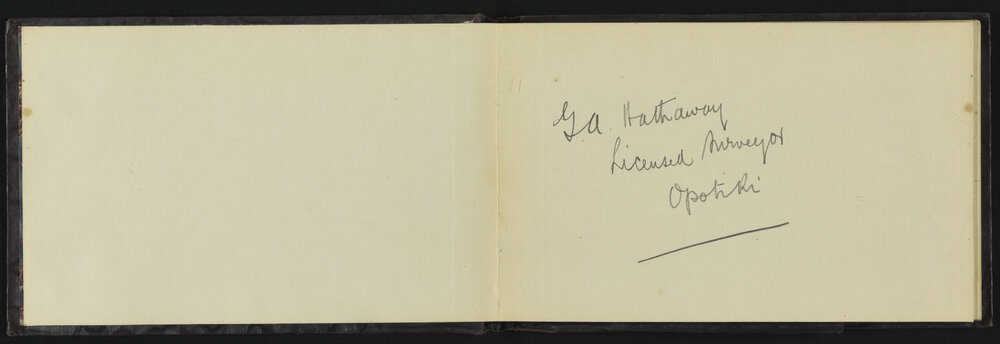 G.A. Hathaway
Licensed Surveyor
Opotiki